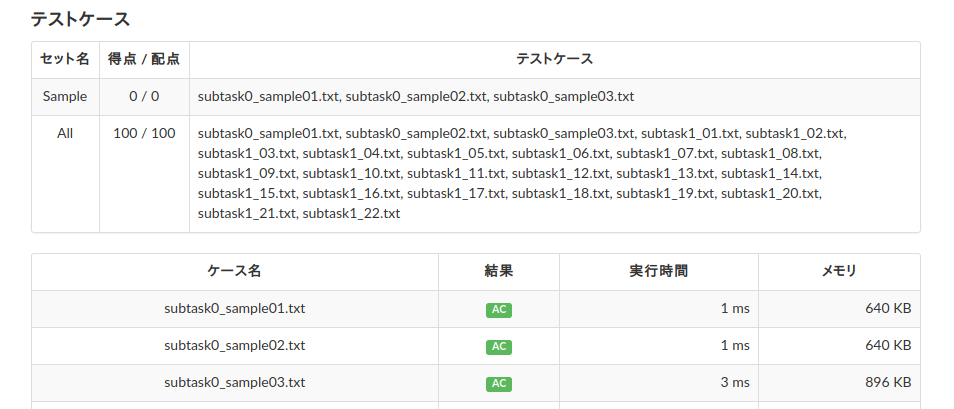 テストケース
セット名 得点 / 配点 テストケース
Sample 0 / 0 subtask0_sample01.txt, subtask0_sample02.txt, subtask0_sample03.txt
All 100 / 100 subtask0_sample01.txt, subtask0_sample02.txt, subtask0_sample03.txt, subtask1_01.txt, subtask1_02.txt,
subtask1_03.txt, subtask1_04.txt, subtask1_05.txt, subtask1_06.txt, subtask1_07.txt, subtask1_08.txt,
subtask1_09.txt, subtask1_10.txt, subtask1_11.txt, subtask1_12.txt, subtask1_13.txt, subtask1_14.txt,
subtask1_15.txt, subtask1_16.txt, subtask1_17.txt, subtask1_18.txt, subtask1_19.txt, subtask1_20.txt,
subtask1_21.txt, subtask1_22.txt
ケース名 結果 実行時間 メモリ
subtask0_sample01.txt AC 1 ms 640 KB
subtask0_sample02.txt AC 1 ms 640 KB
subtask0_sample03.txt AC 3 ms 896 KB